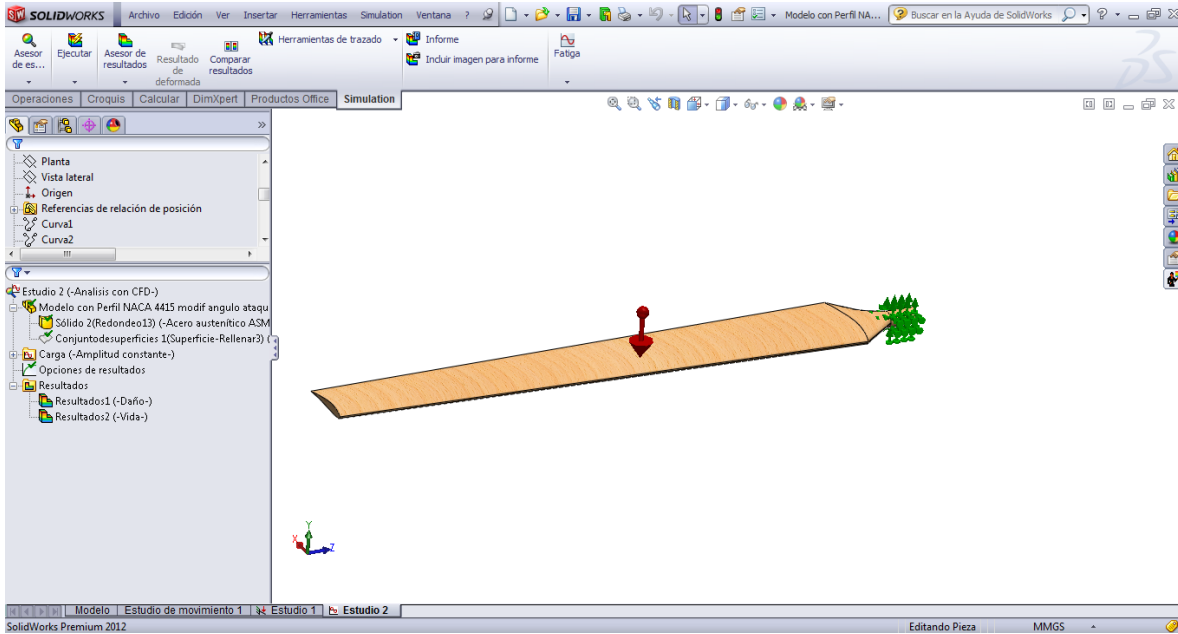 SOLIDWORKS Archivo Edición Ver Insertar Herramientas Simulation Ventana ? Modelo con Perfil NA... Buscar en la Ayuda de SolidWorks ?
Asesor de es...
Ejecutar
Asesor de resultados
Resultado de deformada
Comparar resultados
Herramientas de trazado
Informe
Incluir imagen para informe
Fatiga
Operaciones Croquis Calcular DimXpert Productos Office Simulation
Planta
Vista lateral
Origen
Referencias de relación de posición
Curva1
Curva2
Estudio 2 (-Analisis con CFD-)
Modelo con Perfil NACA 4415 modif angulo ataqu
Sólido 2(Redondeo13) (-Acero austenítico ASM
Conjuntodesuperficies 1(Superficie-Rellenar3) (
Carga (-Amplitud constante-)
Opciones de resultados
Resultados
Resultados1 (-Daño-)
Resultados2 (-Vida-)
Y
X
Z
Modelo Estudio de movimiento 1 Estudio 1 Estudio 2
SolidWorks Premium 2012 Editando Pieza MMGS